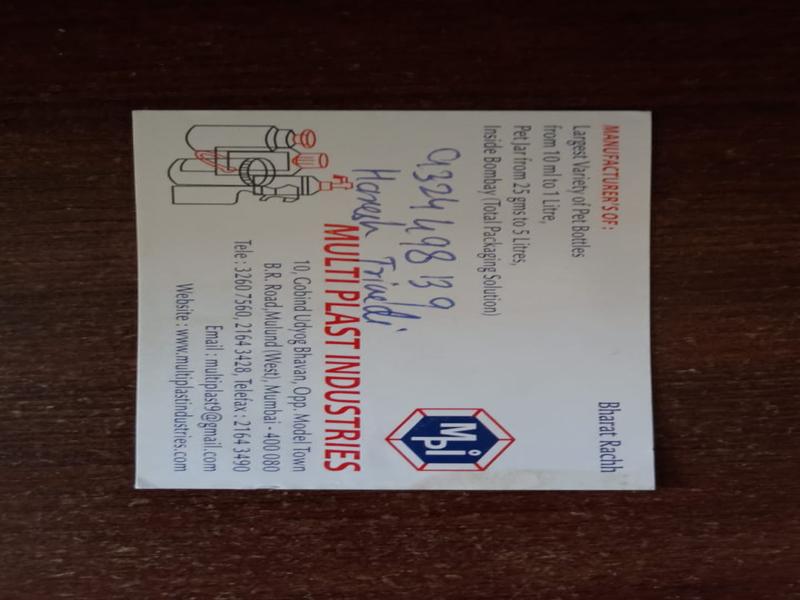 MANUFACTURER'S OF :
Bharat Rachh
Largest Variety of Pet Bottles
from 10 ml to 1 Litre,
Pet Jar from 25 gms to 5 Litres,
Inside Bombay (Total Packaging Solution)
Mpi
9324498139
Haresh Trivedi
MULTI PLAST INDUSTRIES
10, Gobind Udyog Bhavan, Opp. Model Town
B.R. Road, Mulund (West), Mumbai - 400 080
Tele : 3260 7560, 2164 3428, Telefax : 2164 3490
Email : multiplast9@gmail.com
Website : www.multiplastindustries.com